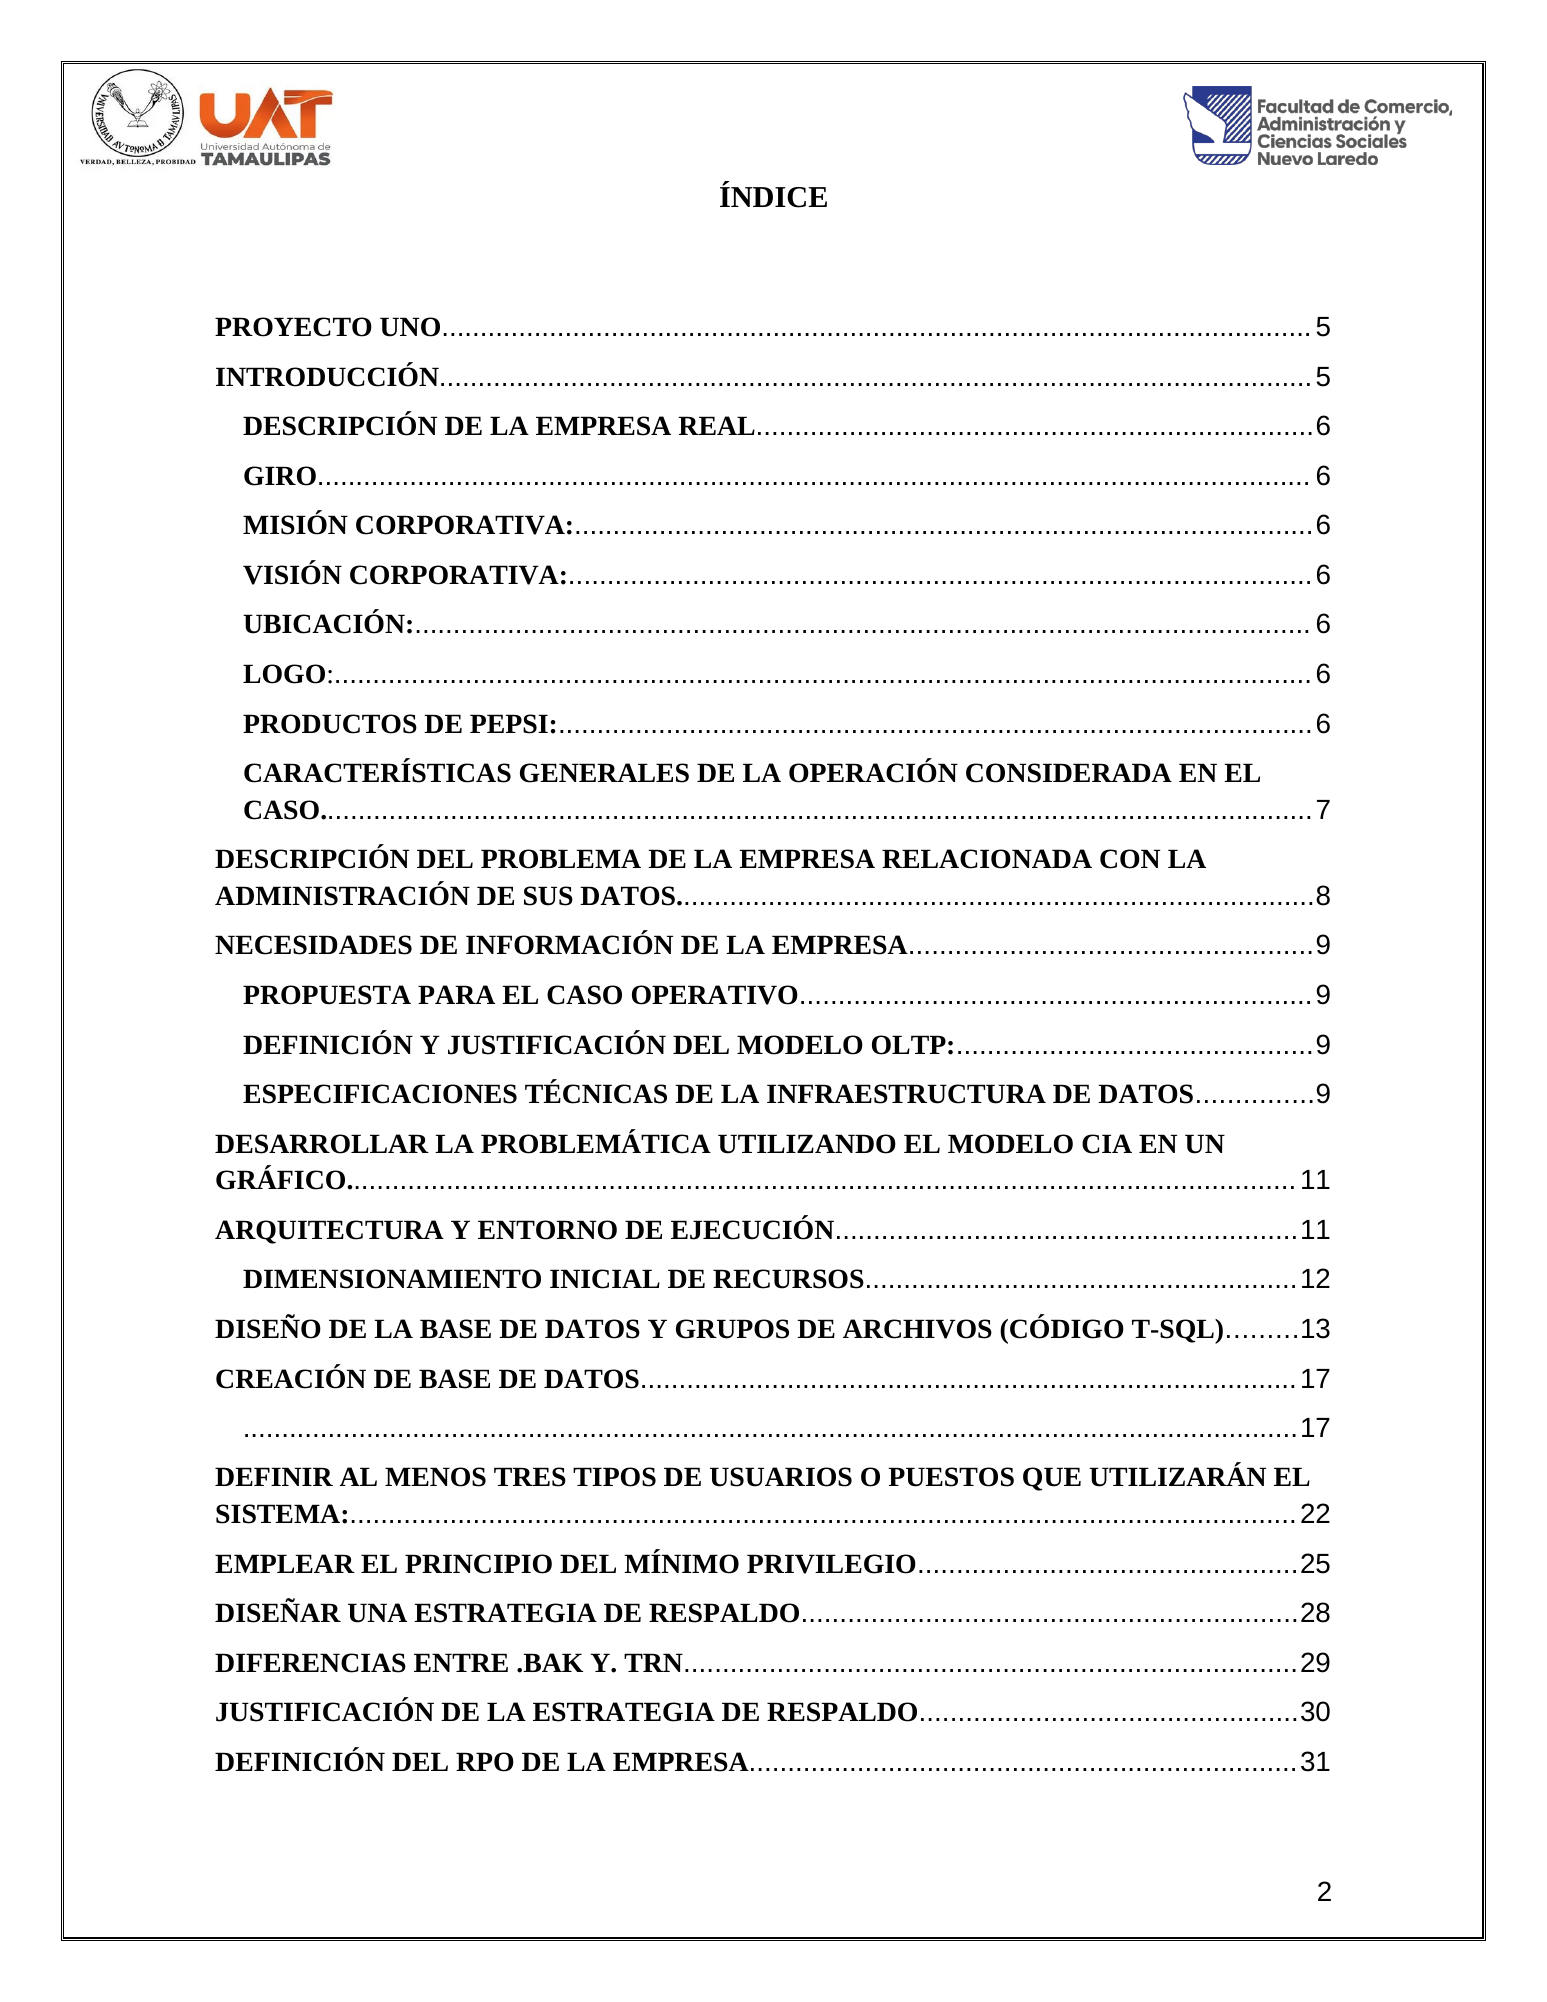 UNIVERSIDAD AUTONOMA DE TAMAULIPAS
VERDAD, BELLEZA, PROBIDAD
UAT
Universidad Autónoma de
TAMAULIPAS
Facultad de Comercio,
Administración y
Ciencias Sociales
Nuevo Laredo
ÍNDICE
PROYECTO UNO 5
INTRODUCCIÓN 5
DESCRIPCIÓN DE LA EMPRESA REAL 6
GIRO 6
MISIÓN CORPORATIVA: 6
VISIÓN CORPORATIVA: 6
UBICACIÓN: 6
LOGO: 6
PRODUCTOS DE PEPSI: 6
CARACTERÍSTICAS GENERALES DE LA OPERACIÓN CONSIDERADA EN EL
CASO. 7
DESCRIPCIÓN DEL PROBLEMA DE LA EMPRESA RELACIONADA CON LA
ADMINISTRACIÓN DE SUS DATOS. 8
NECESIDADES DE INFORMACIÓN DE LA EMPRESA 9
PROPUESTA PARA EL CASO OPERATIVO 9
DEFINICIÓN Y JUSTIFICACIÓN DEL MODELO OLTP: 9
ESPECIFICACIONES TÉCNICAS DE LA INFRAESTRUCTURA DE DATOS 9
DESARROLLAR LA PROBLEMÁTICA UTILIZANDO EL MODELO CIA EN UN
GRÁFICO. 11
ARQUITECTURA Y ENTORNO DE EJECUCIÓN 11
DIMENSIONAMIENTO INICIAL DE RECURSOS 12
DISEÑO DE LA BASE DE DATOS Y GRUPOS DE ARCHIVOS (CÓDIGO T-SQL) 13
CREACIÓN DE BASE DE DATOS 17
17
DEFINIR AL MENOS TRES TIPOS DE USUARIOS O PUESTOS QUE UTILIZARÁN EL
SISTEMA: 22
EMPLEAR EL PRINCIPIO DEL MÍNIMO PRIVILEGIO 25
DISEÑAR UNA ESTRATEGIA DE RESPALDO 28
DIFERENCIAS ENTRE .BAK Y. TRN 29
JUSTIFICACIÓN DE LA ESTRATEGIA DE RESPALDO 30
DEFINICIÓN DEL RPO DE LA EMPRESA 31
2